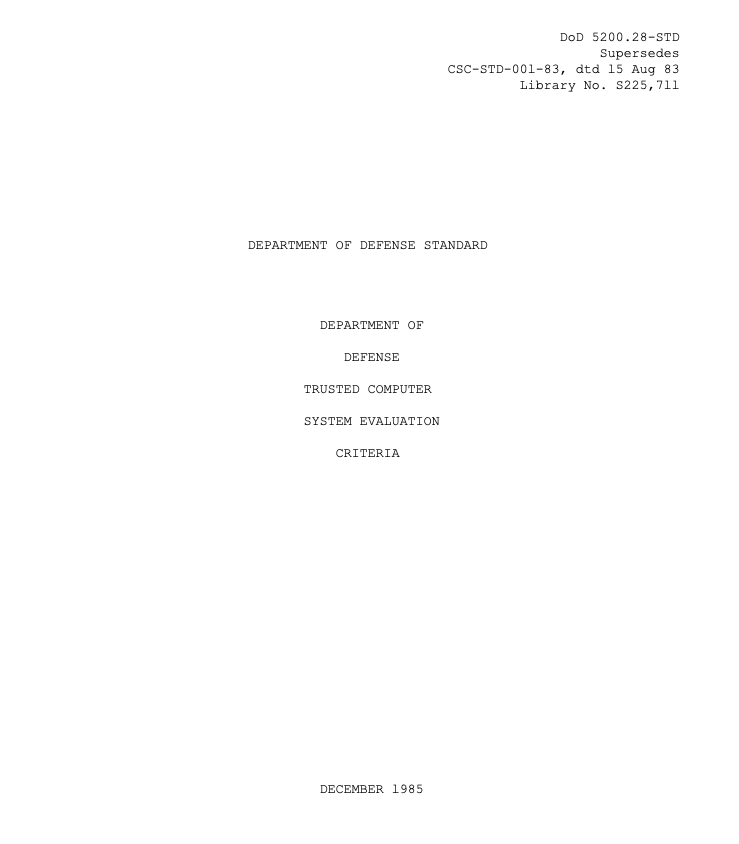 DoD 5200.28-STD
Supersedes
CSC-STD-001-83, dtd 15 Aug 83
Library No. S225,711
DEPARTMENT OF DEFENSE STANDARD
DEPARTMENT OF
DEFENSE
TRUSTED COMPUTER
SYSTEM EVALUATION
CRITERIA
DECEMBER 1985